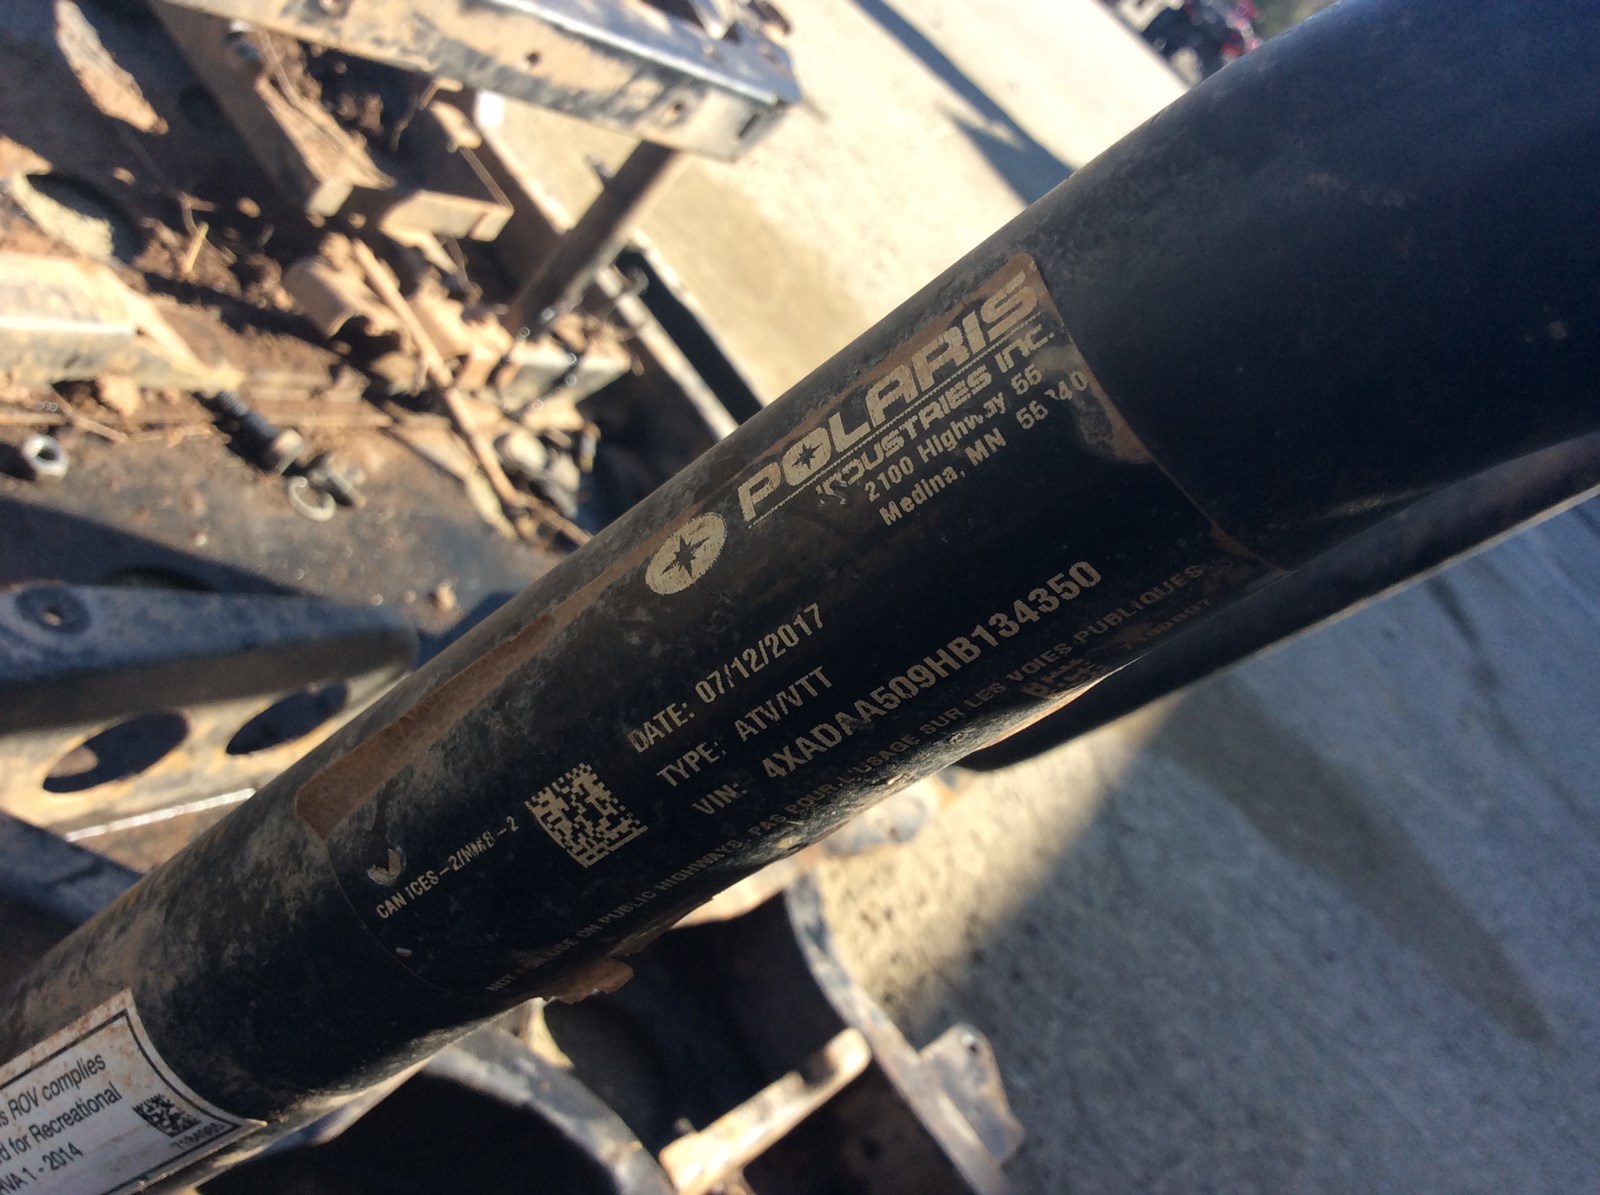 POLARIS
INDUSTRIES INC.
2100 Highway 55
Medina, MN
DATE: 07/12/2017
TYPE: ATV/VTT
VIN: 4XADAA509HB134350
CAN ICES-2/NMB-2
NOT USE ON PUBLIC HIGHWAYS. PAS POUR L'USAGE SUR LES VOIES PUBLIQUES
ROV complies
for Recreational
1 - 2014